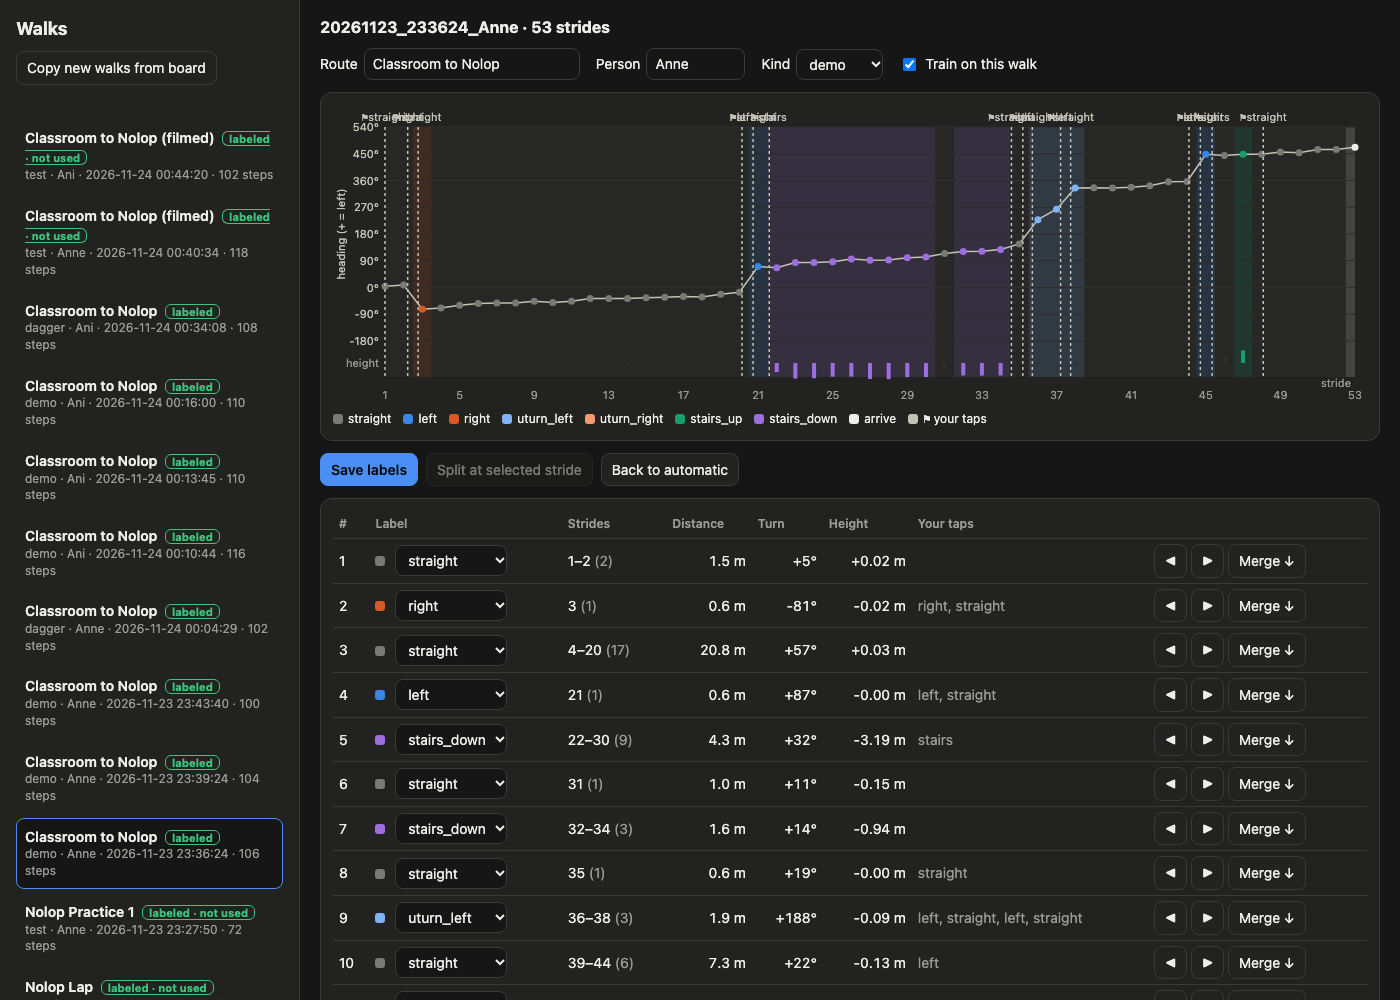 Walks
Copy new walks from board
Classroom to Nolop (filmed) labeled
· not used
test · Ani · 2026-11-24 00:44:20 · 102 steps
Classroom to Nolop (filmed) labeled
· not used
test · Anne · 2026-11-24 00:40:34 · 118
steps
Classroom to Nolop labeled
dagger · Ani · 2026-11-24 00:34:08 · 108
steps
Classroom to Nolop labeled
demo · Ani · 2026-11-24 00:16:00 · 110
steps
Classroom to Nolop labeled
demo · Ani · 2026-11-24 00:13:45 · 110
steps
Classroom to Nolop labeled
demo · Ani · 2026-11-24 00:10:44 · 116
steps
Classroom to Nolop labeled
dagger · Anne · 2026-11-24 00:04:29 · 102
steps
Classroom to Nolop labeled
demo · Anne · 2026-11-23 23:43:40 · 100
steps
Classroom to Nolop labeled
demo · Anne · 2026-11-23 23:39:24 · 104
steps
Classroom to Nolop labeled
demo · Anne · 2026-11-23 23:36:24 · 106
steps
Nolop Practice 1 labeled · not used
test · Anne · 2026-11-23 23:27:50 · 72
steps
Nolop Lap labeled · not used
20261123_233624_Anne · 53 strides
Route Classroom to Nolop Person Anne Kind demo Train on this walk
⚑straight
540°
450°
360°
270°
180°
90°
0°
-90°
-180°
heading (+ = left)
height
stride
1 5 9 13 17 21 25 29 33 37 41 45 49 53
straight left right uturn_left uturn_right stairs_up stairs_down arrive ⚑ your taps
Save labels Split at selected stride Back to automatic
# Label Strides Distance Turn Height Your taps
1 straight 1–2 (2) 1.5 m +5° +0.02 m ◀ ▶ Merge ↓
2 right 3 (1) 0.6 m -81° -0.02 m right, straight ◀ ▶ Merge ↓
3 straight 4–20 (17) 20.8 m +57° +0.03 m ◀ ▶ Merge ↓
4 left 21 (1) 0.6 m +87° -0.00 m left, straight ◀ ▶ Merge ↓
5 stairs_down 22–30 (9) 4.3 m +32° -3.19 m stairs ◀ ▶ Merge ↓
6 straight 31 (1) 1.0 m +11° -0.15 m ◀ ▶ Merge ↓
7 stairs_down 32–34 (3) 1.6 m +14° -0.94 m ◀ ▶ Merge ↓
8 straight 35 (1) 0.6 m +19° -0.00 m straight ◀ ▶ Merge ↓
9 uturn_left 36–38 (3) 1.9 m +188° -0.09 m left, straight, left, straight ◀ ▶ Merge ↓
10 straight 39–44 (6) 7.3 m +22° -0.13 m left ◀ ▶ Merge ↓